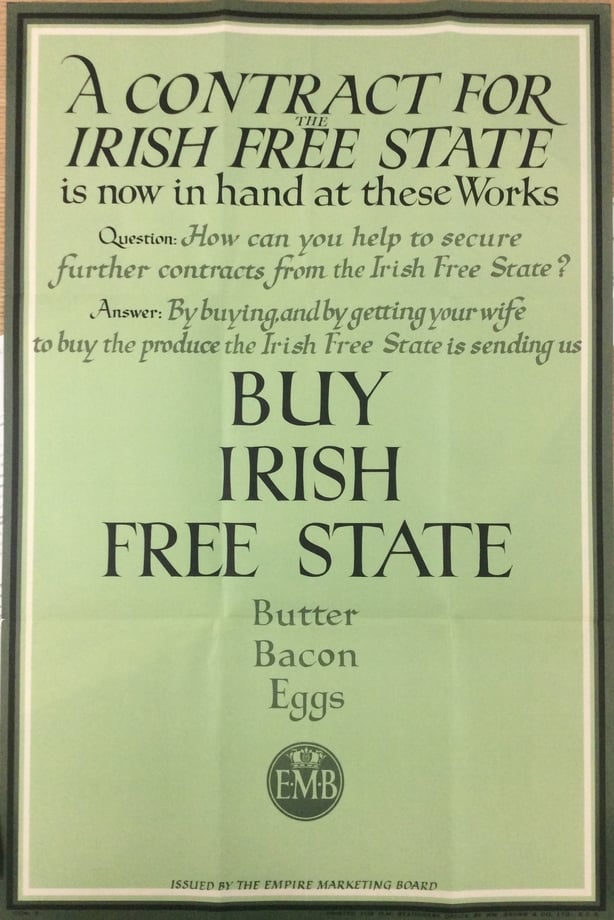 A CONTRACT FOR
THE
IRISH FREE STATE
is now in hand at these Works
Question: How can you help to secure
further contracts from the Irish Free State?
Answer: By buying, and by getting your wife
to buy the produce the Irish Free State is sending us
BUY
IRISH
FREE STATE
Butter
Bacon
Eggs
E·M·B
ISSUED BY THE EMPIRE MARKETING BOARD